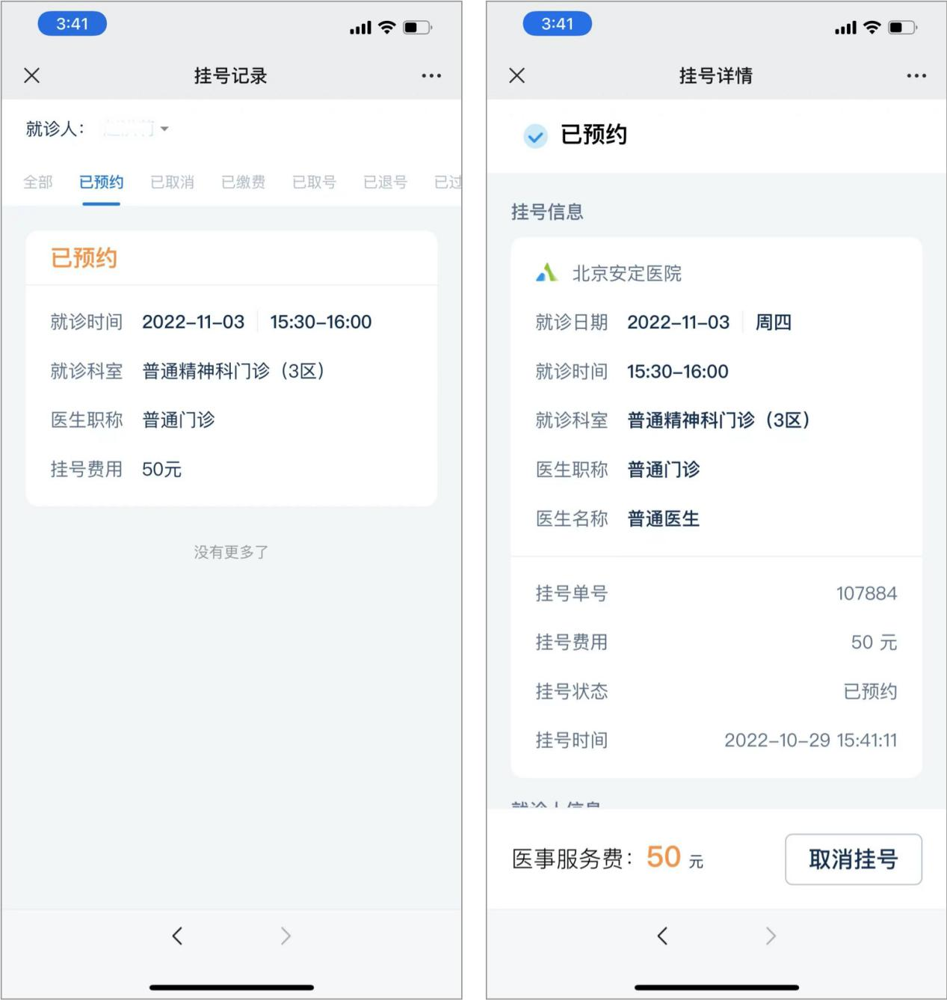 3:41
挂号记录
就诊人：
全部 已预约 已取消 已缴费 已取号 已退号 已过
已预约
就诊时间 2022-11-03 15:30-16:00
就诊科室 普通精神科门诊（3区）
医生职称 普通门诊
挂号费用 50元
没有更多了
3:41
挂号详情
已预约
挂号信息
北京安定医院
就诊日期 2022-11-03 周四
就诊时间 15:30-16:00
就诊科室 普通精神科门诊（3区）
医生职称 普通门诊
医生名称 普通医生
挂号单号 107884
挂号费用 50 元
挂号状态 已预约
挂号时间 2022-10-29 15:41:11
就诊人信息
医事服务费：50 元
取消挂号